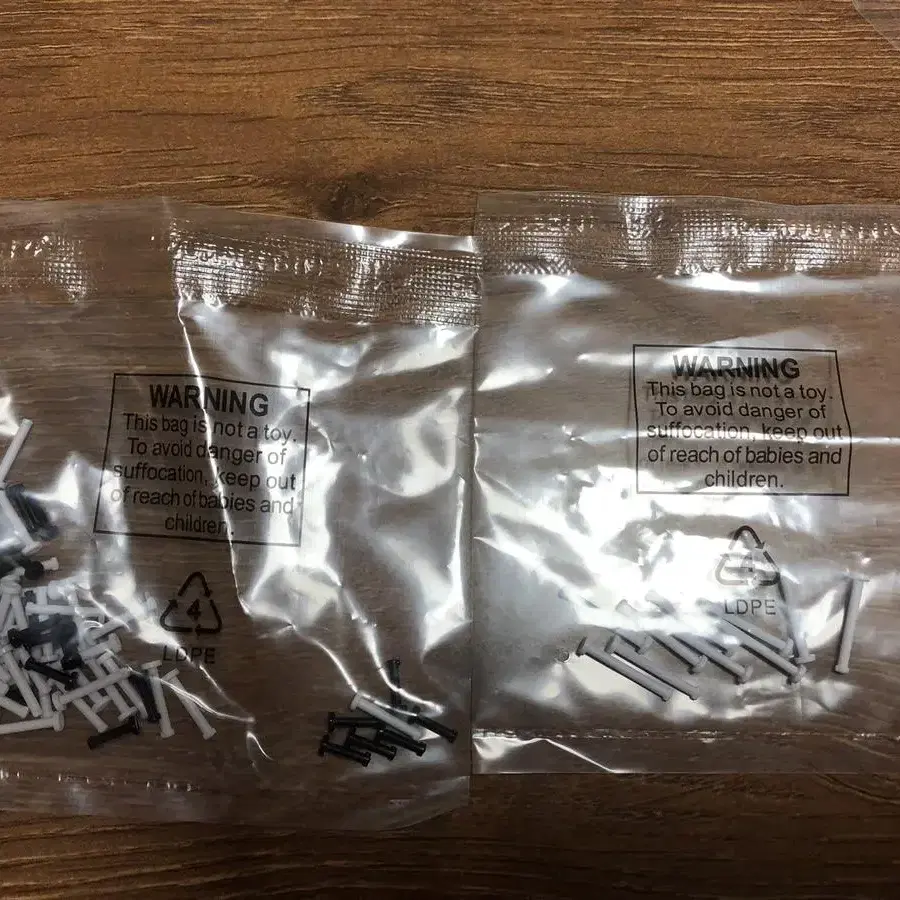 WARNING
This bag is not a toy.
To avoid danger of
suffocation, keep out
of reach of babies and
children.
4
LDPE
WARNING
This bag is not a toy.
To avoid danger of
suffocation, keep out
of reach of babies and
children.
4
LDPE